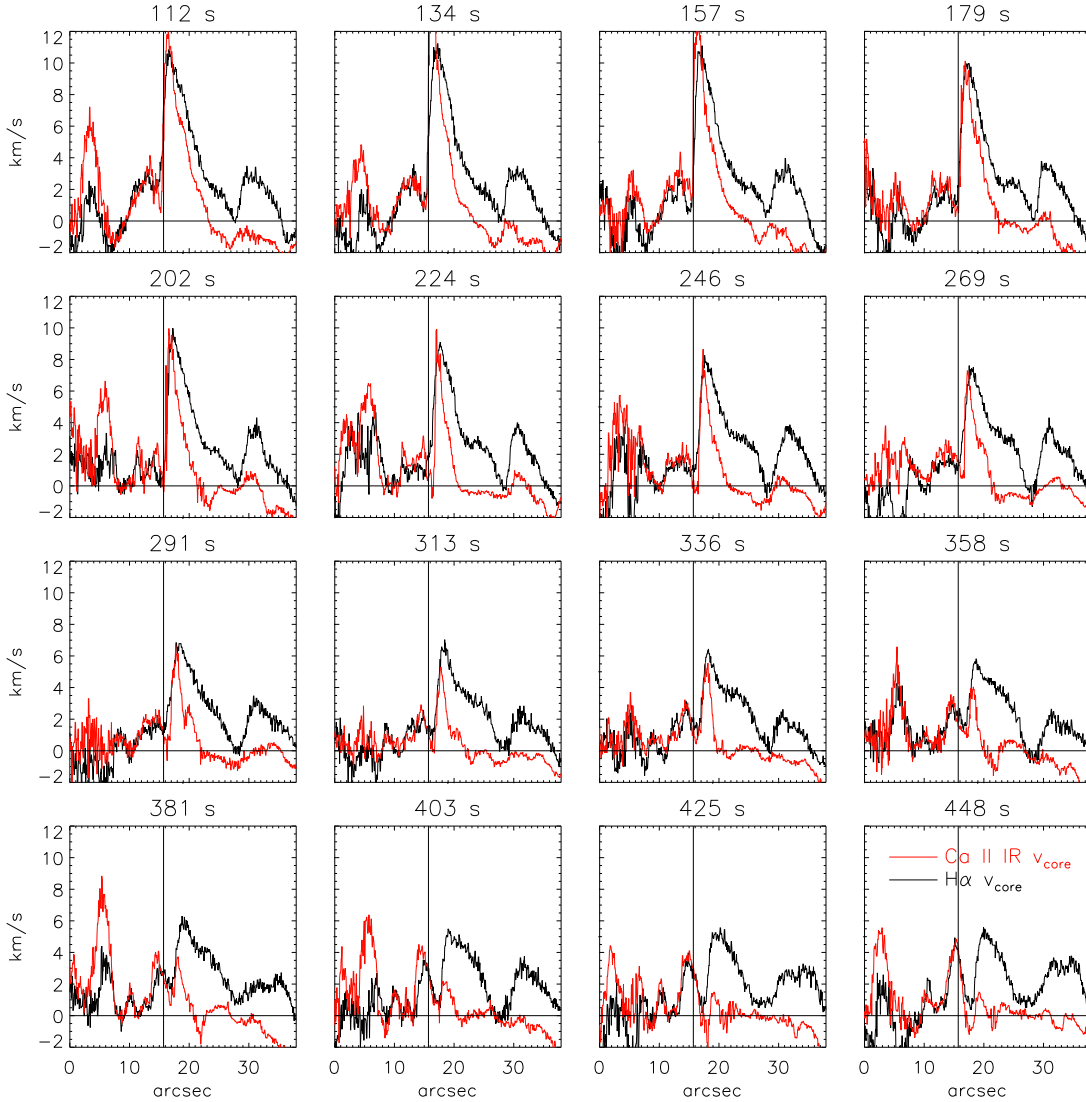 112 s
134 s
157 s
179 s
12
10
8
6
4
2
0
−2
km/s
202 s
224 s
246 s
269 s
12
10
8
6
4
2
0
−2
km/s
291 s
313 s
336 s
358 s
12
10
8
6
4
2
0
−2
km/s
381 s
403 s
425 s
448 s
12
10
8
6
4
2
0
−2
km/s
Ca II IR v_core
Hα v_core
0 10 20 30
0 10 20 30
0 10 20 30
0 10 20 30
arcsec
arcsec
arcsec
arcsec